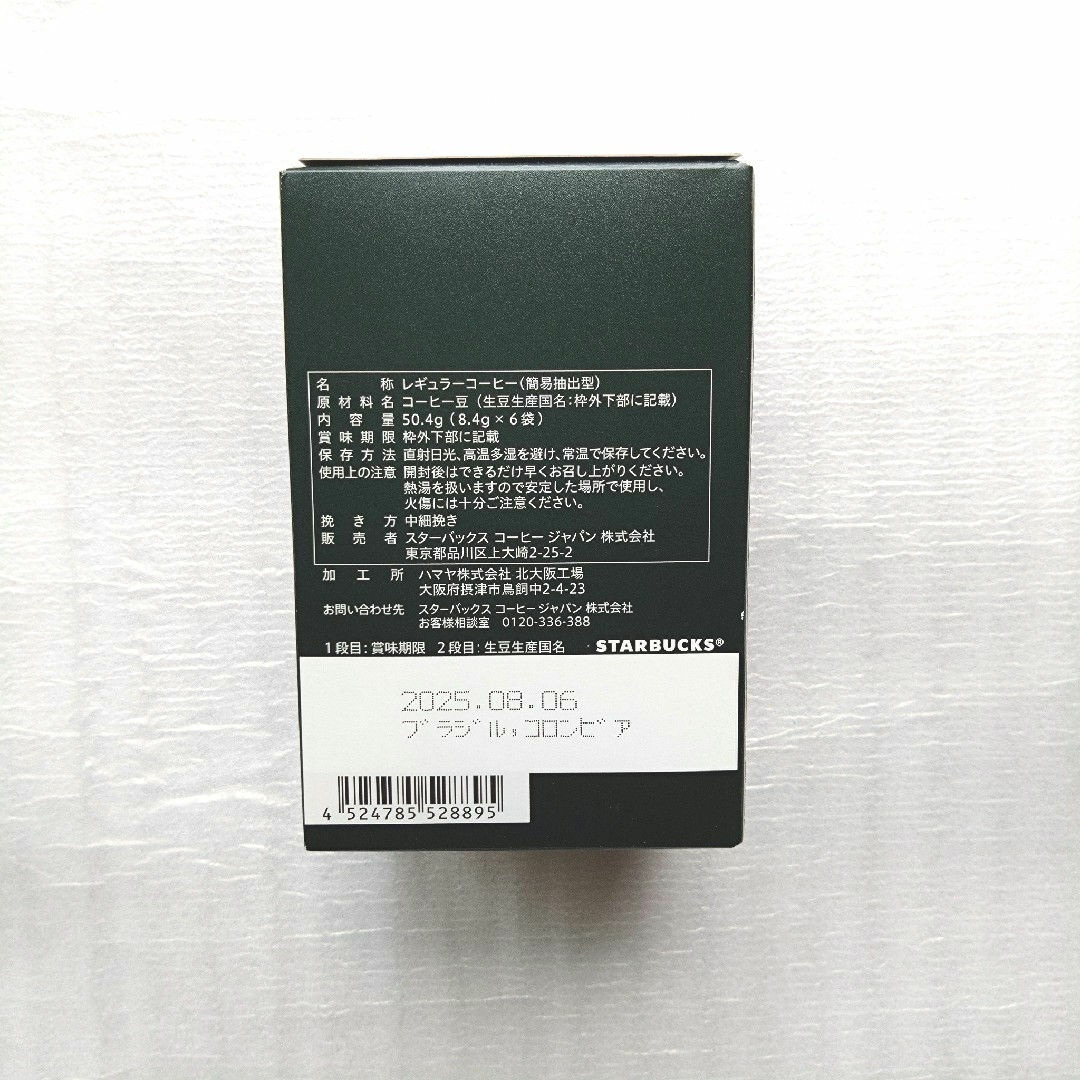 名称 レギュラーコーヒー(簡易抽出型)
原材料名 コーヒー豆(生豆生産国名:枠外下部に記載)
内容量 50.4g(8.4g×6袋)
賞味期限 枠外下部に記載
保存方法 直射日光、高温多湿を避け、常温で保存してください。
使用上の注意 開封後はできるだけ早くお召し上がりください。
熱湯を扱いますので安定した場所で使用し、
火傷には十分ご注意ください。
挽き方 中細挽き
販売者 スターバックス コーヒー ジャパン 株式会社
東京都品川区上大崎2-25-2
加工所 ハマヤ株式会社 北大阪工場
大阪府摂津市鳥飼中2-4-23
お問い合わせ先 スターバックス コーヒー ジャパン 株式会社
お客様相談室 0120-336-388
1段目:賞味期限 2段目:生豆生産国名 STARBUCKS®
2025.08.06
ブラジル,コロンビア
4 524785 528895